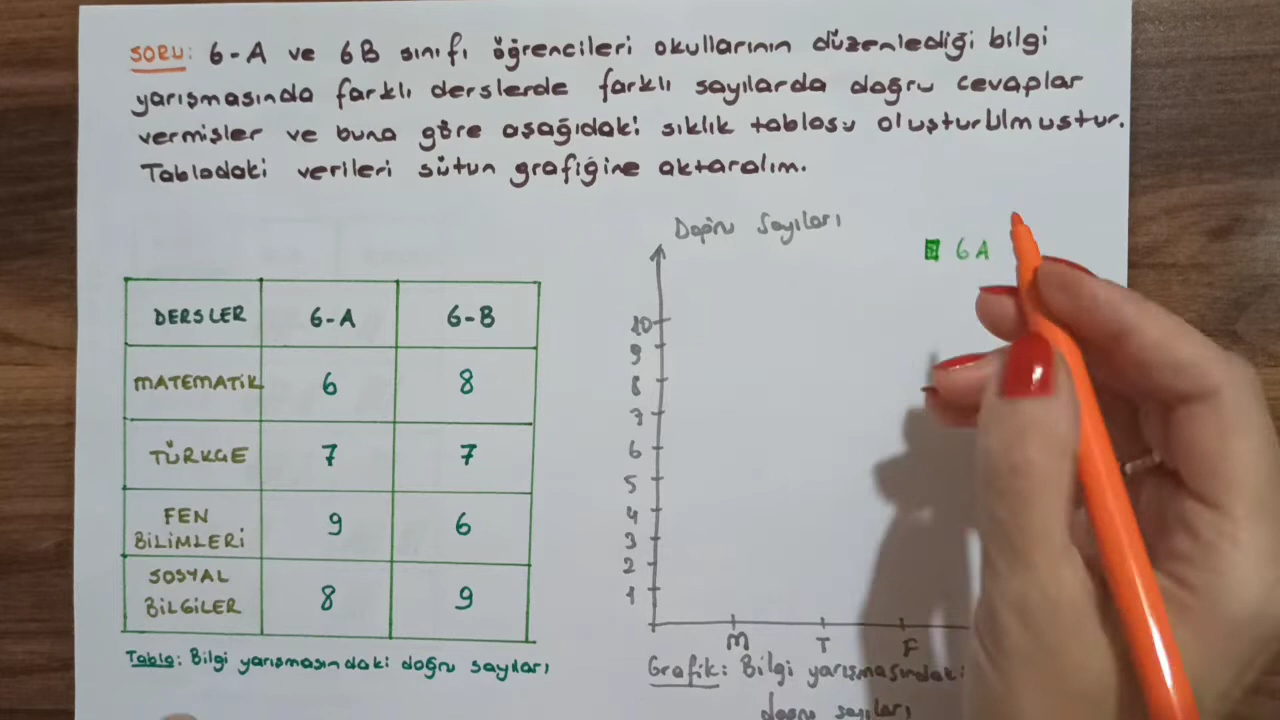 SORU: 6-A ve 6B sınıfı öğrencileri okullarının düzenlediği bilgi
yarışmasında farklı derslerde farklı sayılarda doğru cevaplar
vermişler ve buna göre aşağıdaki sıklık tablosu oluşturulmuştur.
Tablodaki verileri sütun grafiğine aktaralım.
DERSLER 6-A 6-B
MATEMATİK 6 8
TÜRKÇE 7 7
FEN BİLİMLERİ 9 6
SOSYAL BİLGİLER 8 9
Tablo: Bilgi yarışmasındaki doğru sayıları
Doğru Sayıları
6A
10
9
8
7
6
5
4
3
2
1
M T F
Grafik: Bilgi yarışmasındaki
doğru sayıları